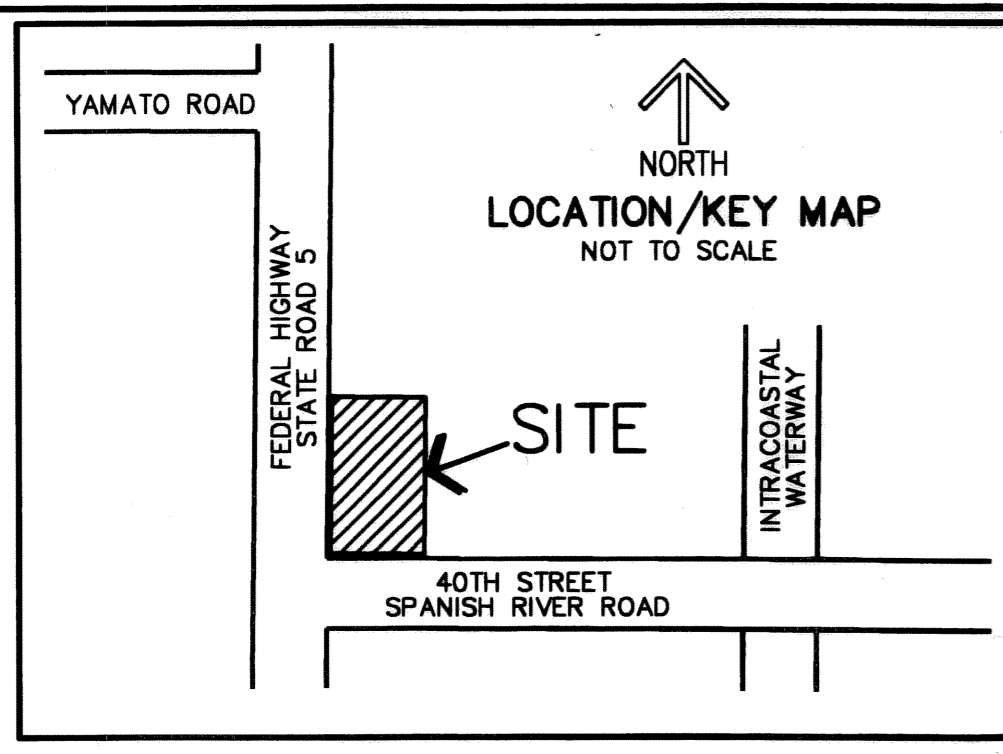 YAMATO ROAD
NORTH
LOCATION/KEY MAP
NOT TO SCALE
FEDERAL HIGHWAY
STATE ROAD 5
SITE
INTRACOASTAL
WATERWAY
40TH STREET
SPANISH RIVER ROAD